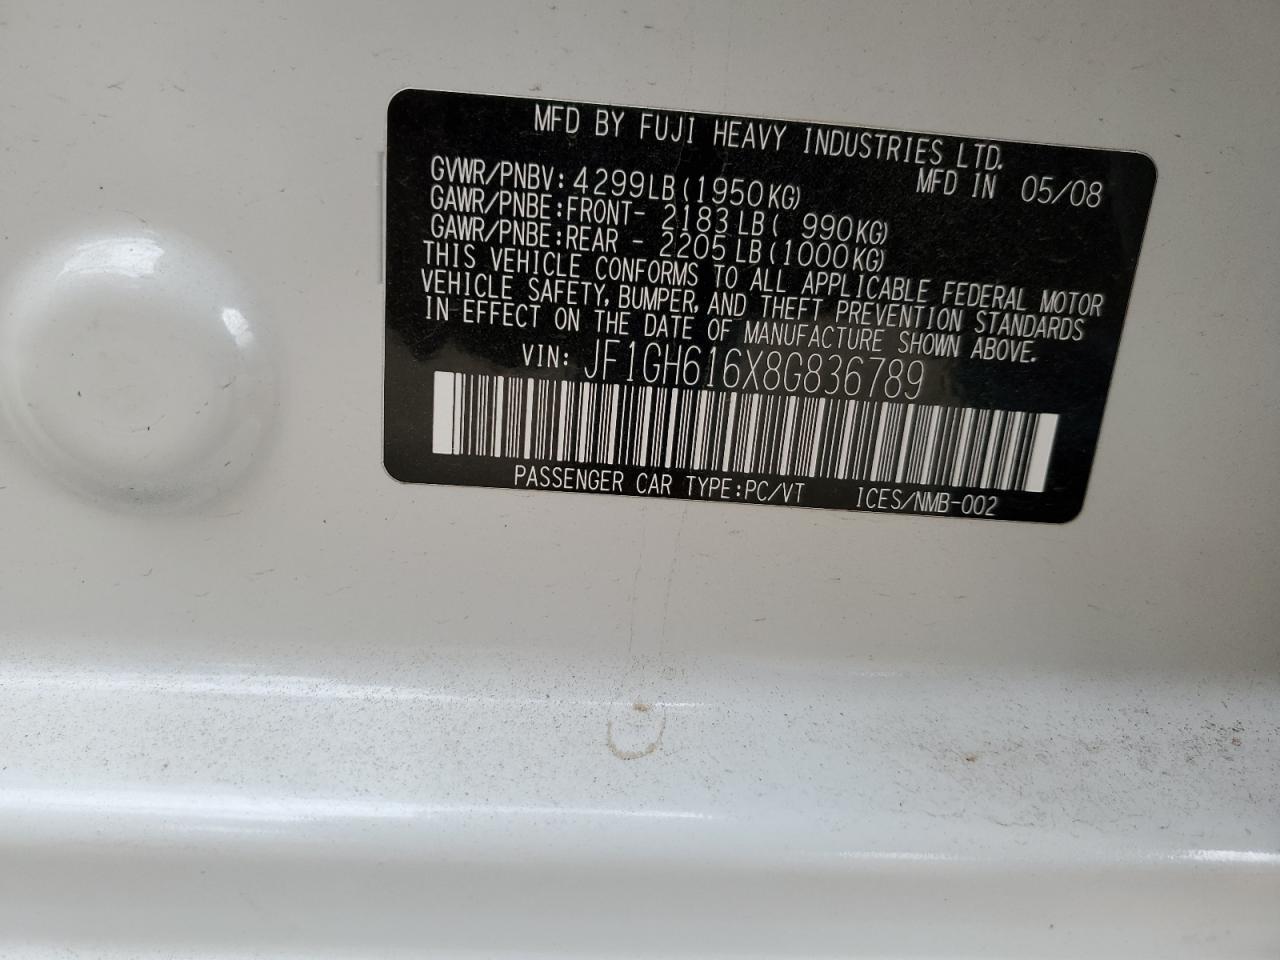 MFD BY FUJI HEAVY INDUSTRIES LTD.
MFD IN 05/08
GVWR/PNBV: 4299LB(1950KG)
GAWR/PNBE:FRONT- 2183LB( 990KG)
GAWR/PNBE:REAR - 2205LB(1000KG)
THIS VEHICLE CONFORMS TO ALL APPLICABLE FEDERAL MOTOR
VEHICLE SAFETY, BUMPER, AND THEFT PREVENTION STANDARDS
IN EFFECT ON THE DATE OF MANUFACTURE SHOWN ABOVE.
VIN: JF1GH616X8G836789
PASSENGER CAR TYPE:PC/VT ICES/NMB-002